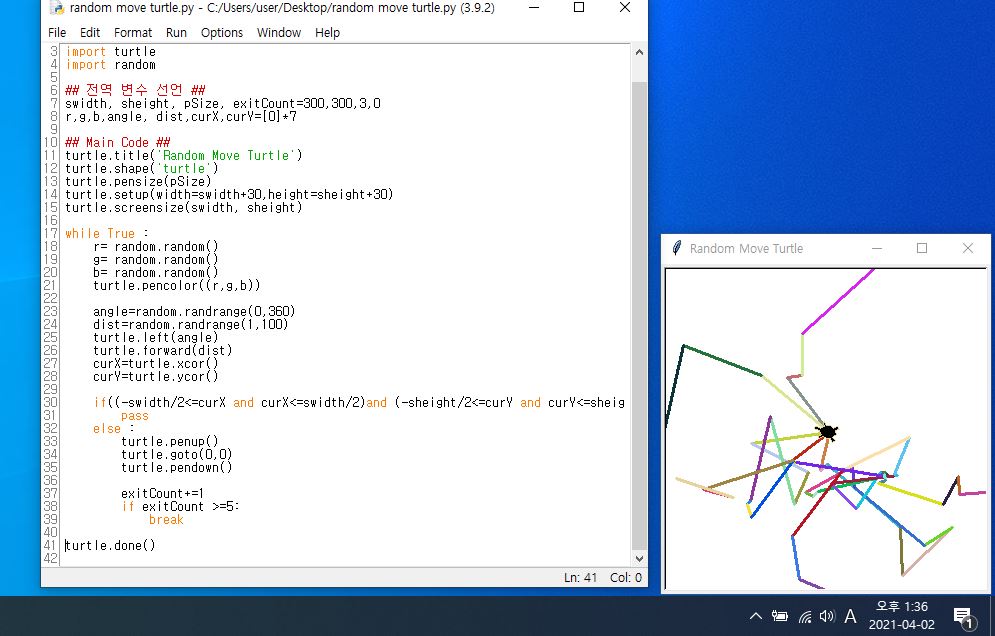 random move turtle.py - C:/Users/user/Desktop/random move turtle.py (3.9.2)
File Edit Format Run Options Window Help
3 import turtle
4 import random
5
6 ## 전역 변수 선언 ##
7 swidth, sheight, pSize, exitCount=300,300,3,0
8 r,g,b,angle, dist,curX,curY=[0]*7
9
10 ## Main Code ##
11 turtle.title('Random Move Turtle')
12 turtle.shape('turtle')
13 turtle.pensize(pSize)
14 turtle.setup(width=swidth+30,height=sheight+30)
15 turtle.screensize(swidth, sheight)
16
17 while True :
18     r= random.random()
19     g= random.random()
20     b= random.random()
21     turtle.pencolor((r,g,b))
22
23     angle=random.randrange(0,360)
24     dist=random.randrange(1,100)
25     turtle.left(angle)
26     turtle.forward(dist)
27     curX=turtle.xcor()
28     curY=turtle.ycor()
29
30     if((-swidth/2<=curX and curX<=swidth/2)and (-sheight/2<=curY and curY<=sheig
31         pass
32     else :
33         turtle.penup()
34         turtle.goto(0,0)
35         turtle.pendown()
36
37         exitCount+=1
38         if exitCount >=5:
39             break
40
41 turtle.done()
42
Ln: 41 Col: 0
Random Move Turtle
A
오후 1:36
2021-04-02
1